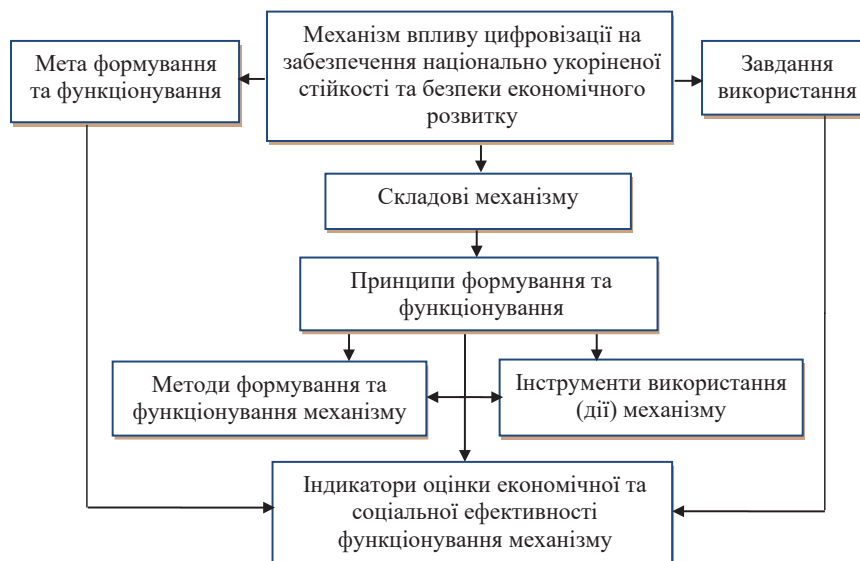 Механізм впливу цифровізації на
забезпечення національно укоріненої
стійкості та безпеки економічного
розвитку
Мета формування
та функціонування
Завдання
використання
Складові механізму
Принципи формування та
функціонування
Методи формування та
функціонування механізму
Інструменти використання
(дії) механізму
Індикатори оцінки економічної та
соціальної ефективності
функціонування механізму